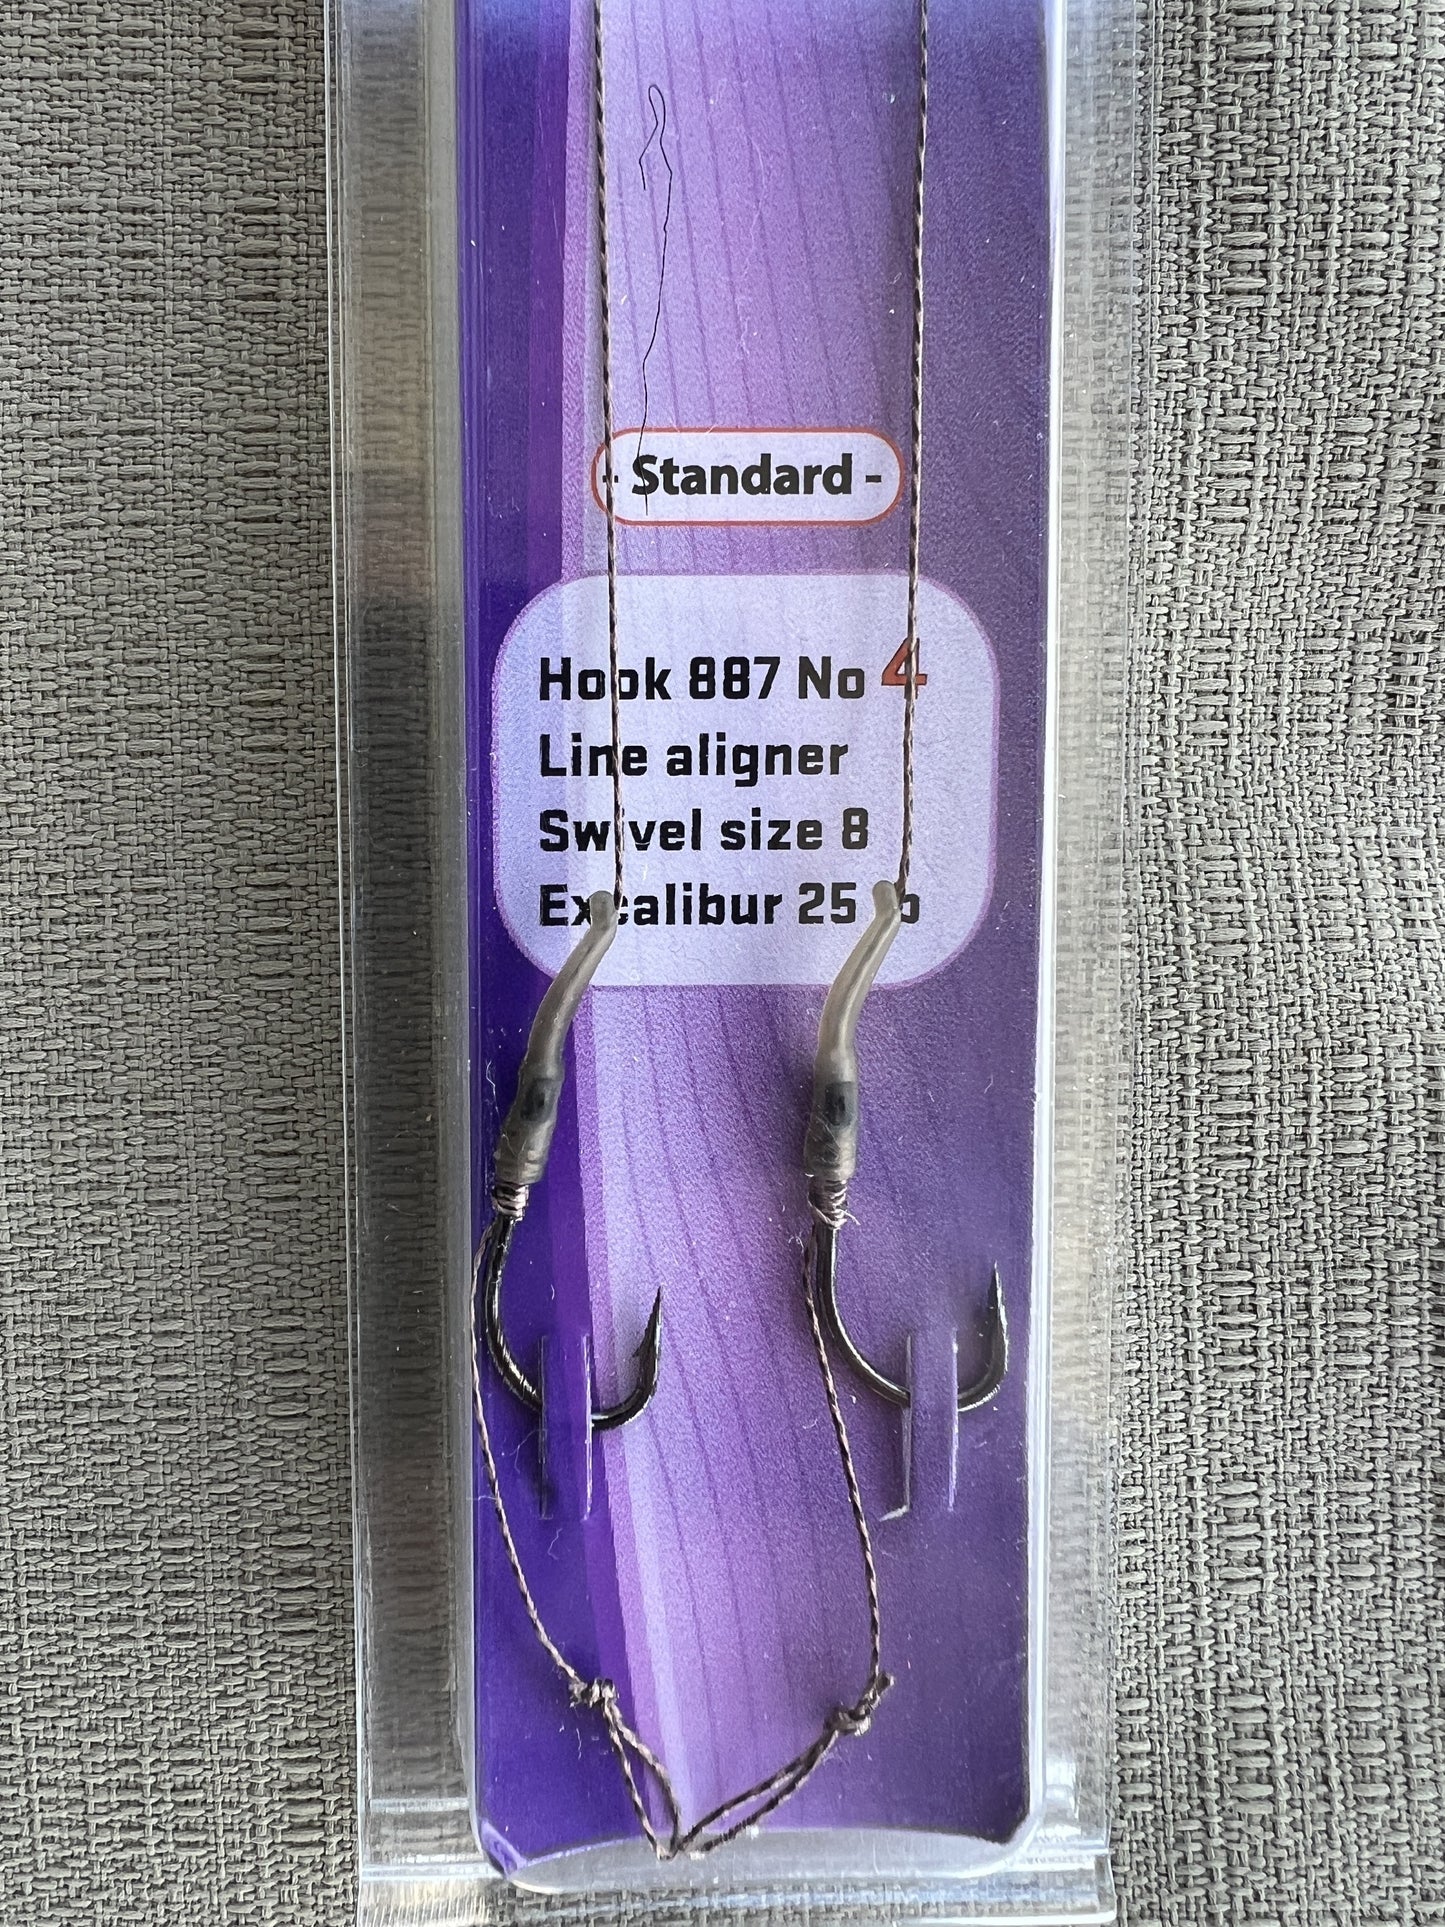 - Standard -
Hook 887 No 4
Line aligner
Swivel size 8
Excalibur 25 lb